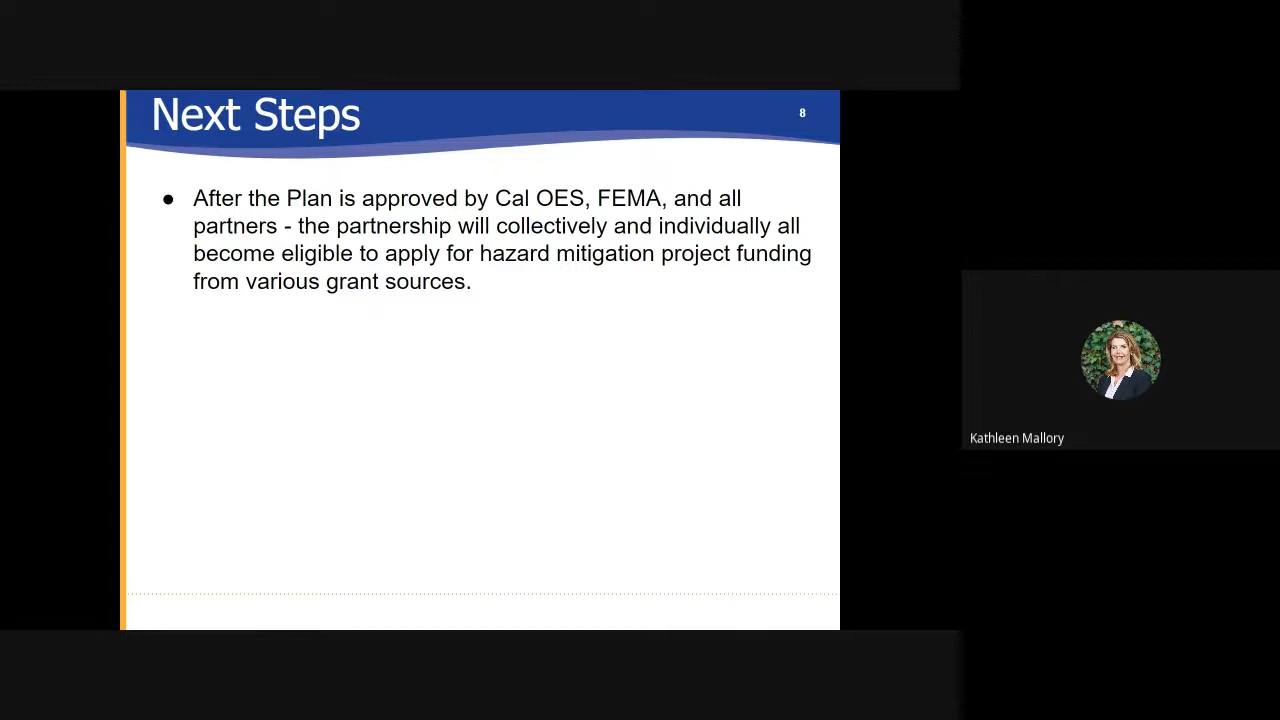 Next Steps
8
● After the Plan is approved by Cal OES, FEMA, and all
partners - the partnership will collectively and individually all
become eligible to apply for hazard mitigation project funding
from various grant sources.
Kathleen Mallory